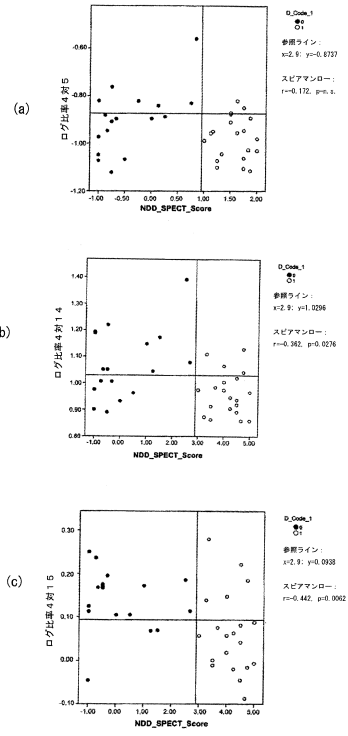 (a)
D_Code_1
0
1
参照ライン:
x=2.9; y=-0.8737
スピアマンロー:
r=-0.172, p=n.s.
ログ比率4対5
-0.60
-0.80
-1.00
-1.20
-1.00 -0.50 0.00 0.50 1.00 1.50 2.00
NDD_SPECT_Score
b)
D_Code_1
0
1
参照ライン:
x=2.9; y=1.0296
スピアマンロー:
r=-0.362, p=0.0276
ログ比率4対14
1.40
1.30
1.20
1.10
1.00
0.90
-1.00 0.00 1.00 2.00 3.00 4.00 5.00
NDD_SPECT_Score
(c)
D_Code_1
0
1
参照ライン:
x=2.9; y=0.0938
スピアマンロー:
r=-0.442, p=0.0062
ログ比率4対15
0.30
0.20
0.10
0.00
-0.10
-1.00 0.00 1.00 2.00 3.00 4.00 5.00
NDD_SPECT_Score